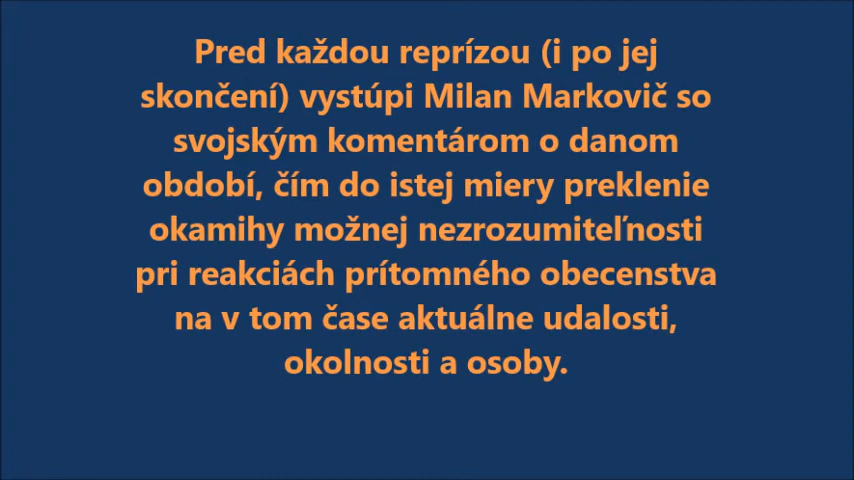 Pred každou reprízou (i po jej
skončení) vystúpi Milan Markovič so
svojským komentárom o danom
období, čím do istej miery preklenie
okamihy možnej nezrozumiteľnosti
pri reakciách prítomného obecenstva
na v tom čase aktuálne udalosti,
okolnosti a osoby.